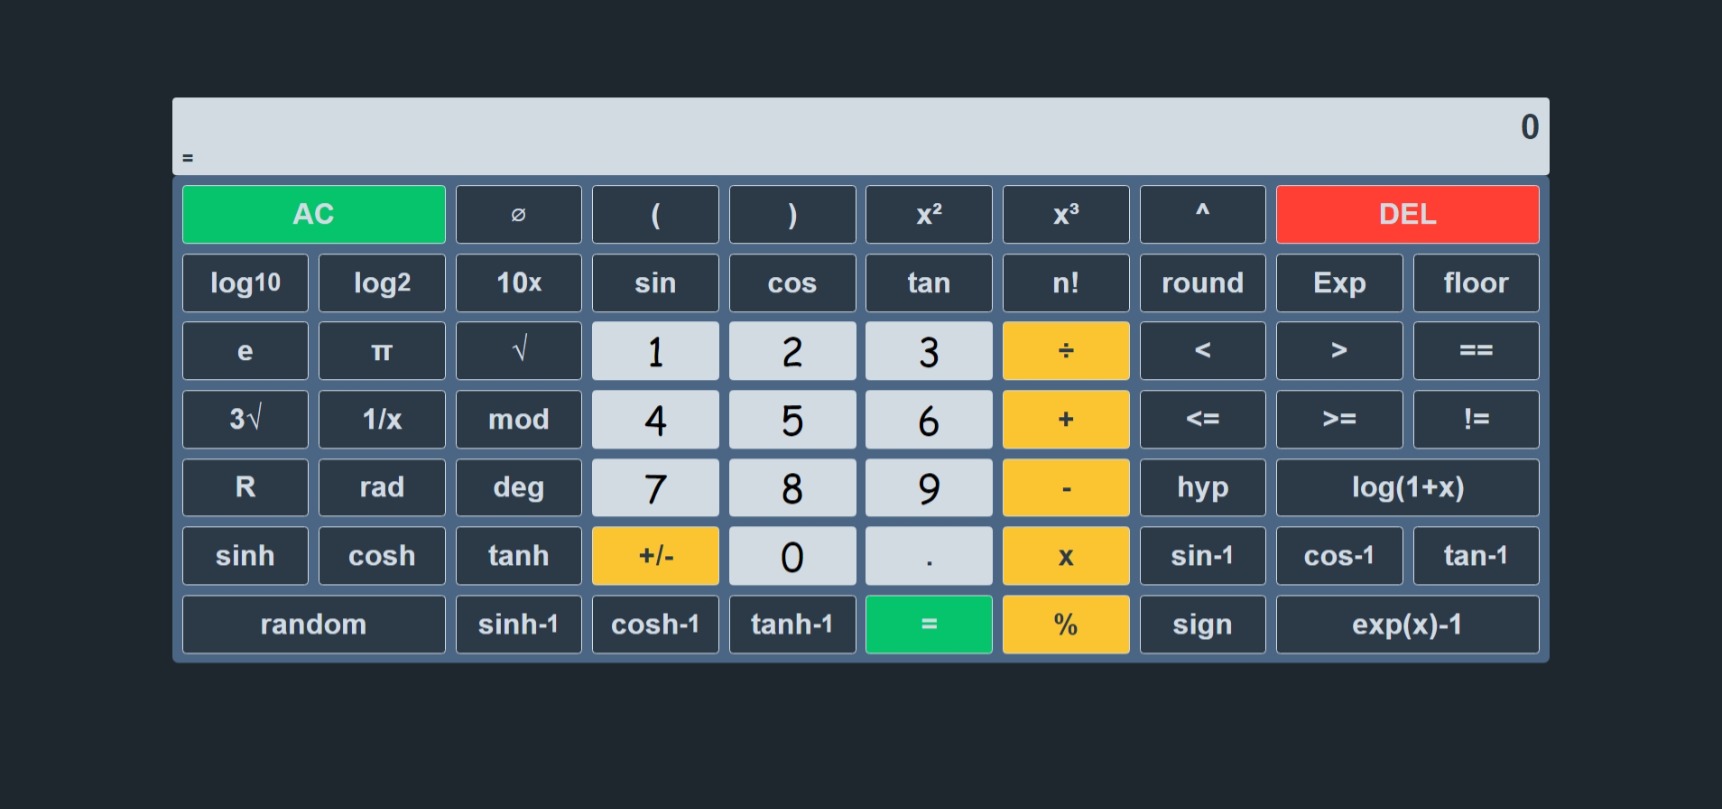 0
=
AC ⌀ ( ) x² x³ ^ DEL
log10 log2 10x sin cos tan n! round Exp floor
e π √ 1 2 3 ÷ < > ==
3√ 1/x mod 4 5 6 + <= >= !=
R rad deg 7 8 9 - hyp log(1+x)
sinh cosh tanh +/- 0 . x sin-1 cos-1 tan-1
random sinh-1 cosh-1 tanh-1 = % sign exp(x)-1